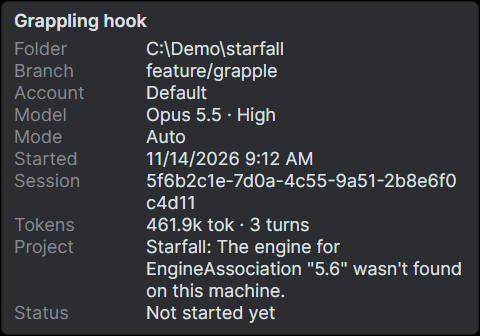 Grappling hook
Folder C:\Demo\starfall
Branch feature/grapple
Account Default
Model Opus 5.5 · High
Mode Auto
Started 11/14/2026 9:12 AM
Session 5f6b2c1e-7d0a-4c55-9a51-2b8e6f0
c4d11
Tokens 461.9k tok · 3 turns
Project Starfall: The engine for
EngineAssociation "5.6" wasn't found
on this machine.
Status Not started yet